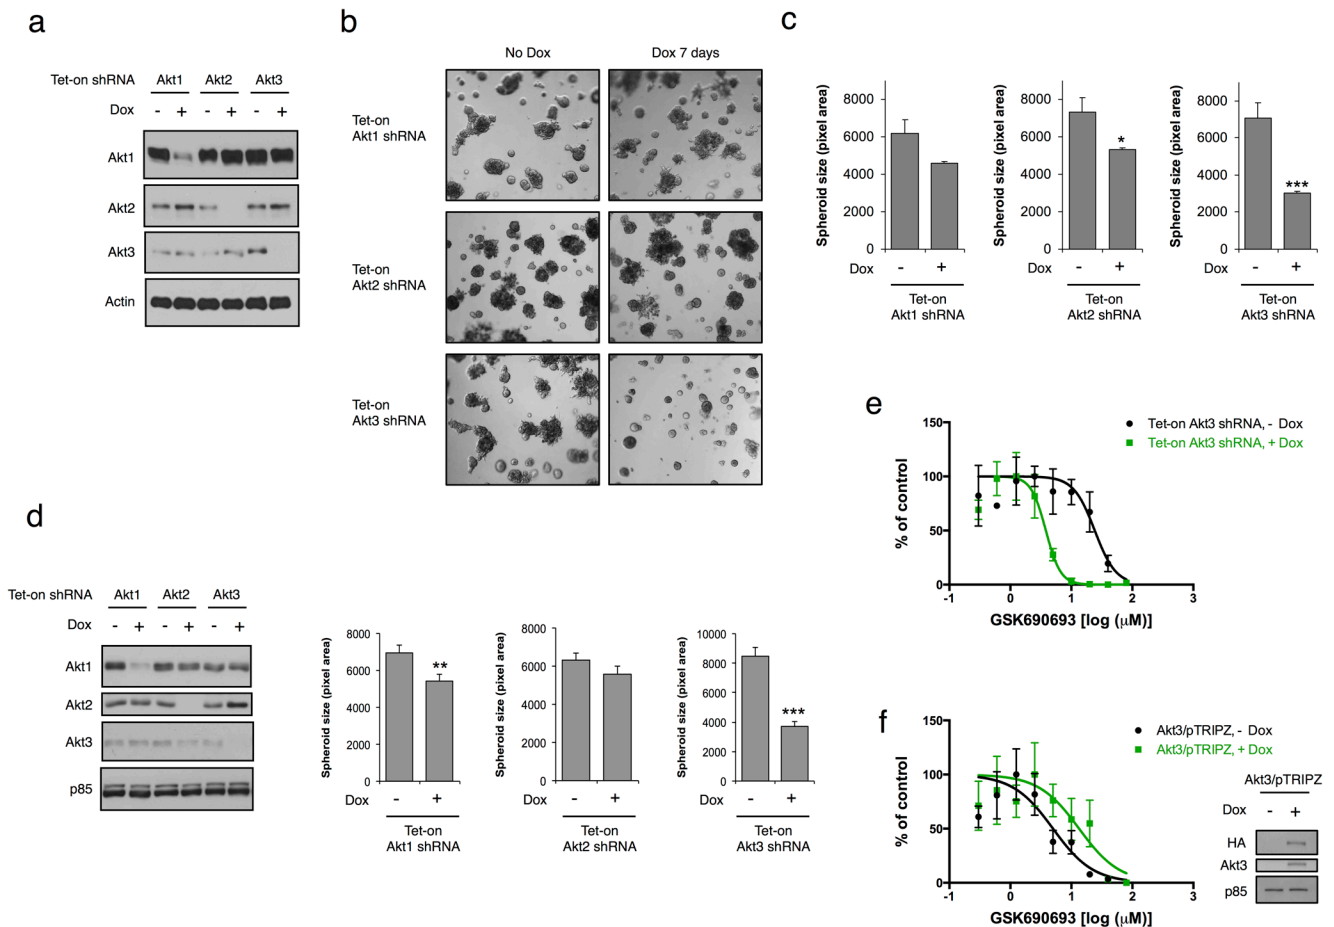 a
Tet-on shRNA Akt1 Akt2 Akt3
Dox - + - + - +
Akt1
Akt2
Akt3
Actin
b
No Dox Dox 7 days
Tet-on
Akt1 shRNA
Tet-on
Akt2 shRNA
Tet-on
Akt3 shRNA
c
Spheroid size (pixel area)
8000
6000
4000
2000
0
Dox - +
Tet-on
Akt1 shRNA
Spheroid size (pixel area)
8000
6000
4000
2000
0
*
- +
Tet-on
Akt2 shRNA
Spheroid size (pixel area)
8000
6000
4000
2000
0
***
Dox - +
Tet-on
Akt3 shRNA
d
Tet-on shRNA Akt1 Akt2 Akt3
Dox - + - + - +
Akt1
Akt2
Akt3
p85
Spheroid size (pixel area)
8000
6000
4000
2000
0
**
Dox - +
Tet-on
Akt1 shRNA
Spheroid size (pixel area)
8000
6000
4000
2000
0
Dox - +
Tet-on
Akt2 shRNA
Spheroid size (pixel area)
10000
8000
6000
4000
2000
0
***
Dox - +
Tet-on
Akt3 shRNA
e
% of control
150
100
50
0
-1 0 1 2 3
GSK690693 [log (μM)]
Tet-on Akt3 shRNA, - Dox
Tet-on Akt3 shRNA, + Dox
f
% of control
150
100
50
0
-1 0 1 2 3
GSK690693 [log (μM)]
Akt3/pTRIPZ, - Dox
Akt3/pTRIPZ, + Dox
Akt3/pTRIPZ
Dox - +
HA
Akt3
p85